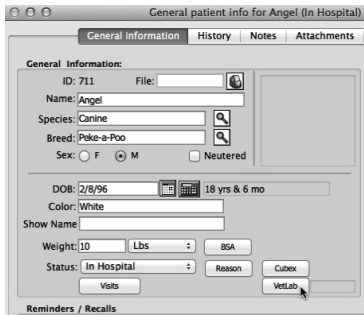 General patient info for Angel (In Hospital)
General information History Notes Attachments
General Information:
ID: 711 File:
Name: Angel
Species: Canine
Breed: Peke-a-Poo
Sex: F M Neutered
DOB: 2/8/96 18 yrs & 6 mo
Color: White
Show Name
Weight: 10 Lbs BSA
Status: In Hospital Reason Cubex
Visits VetLab
Reminders / Recalls